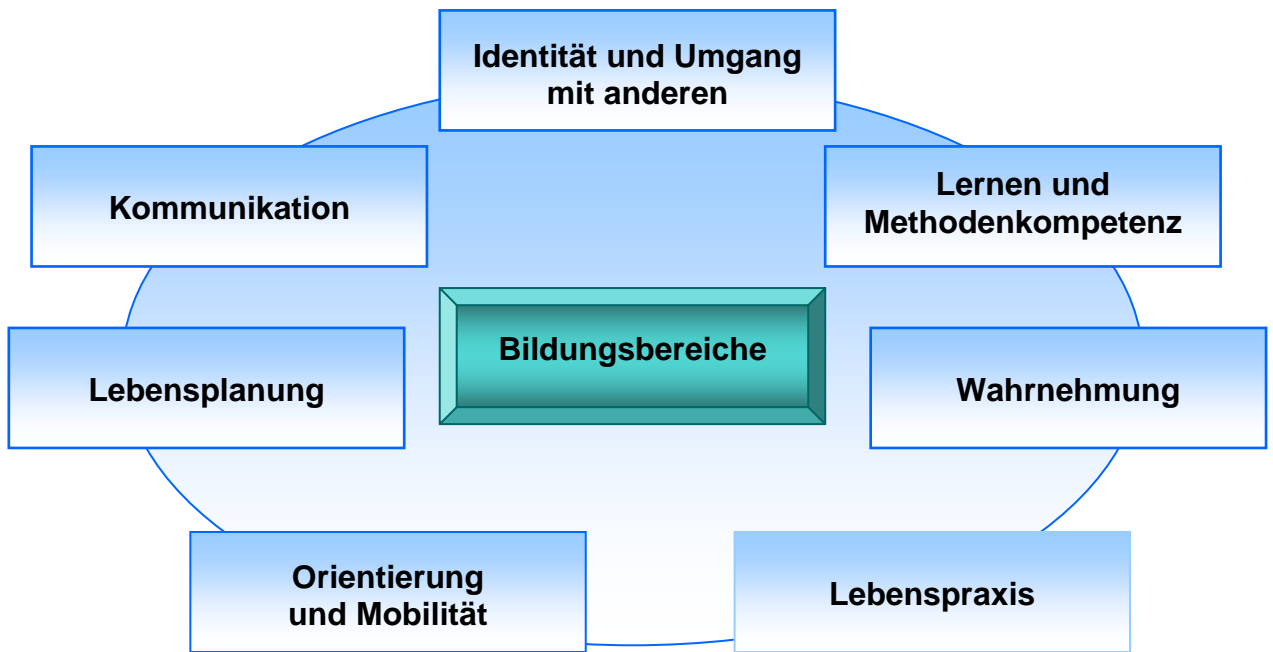 Identität und Umgang
mit anderen
Kommunikation
Lernen und
Methodenkompetenz
Bildungsbereiche
Lebensplanung
Wahrnehmung
Orientierung
und Mobilität
Lebenspraxis